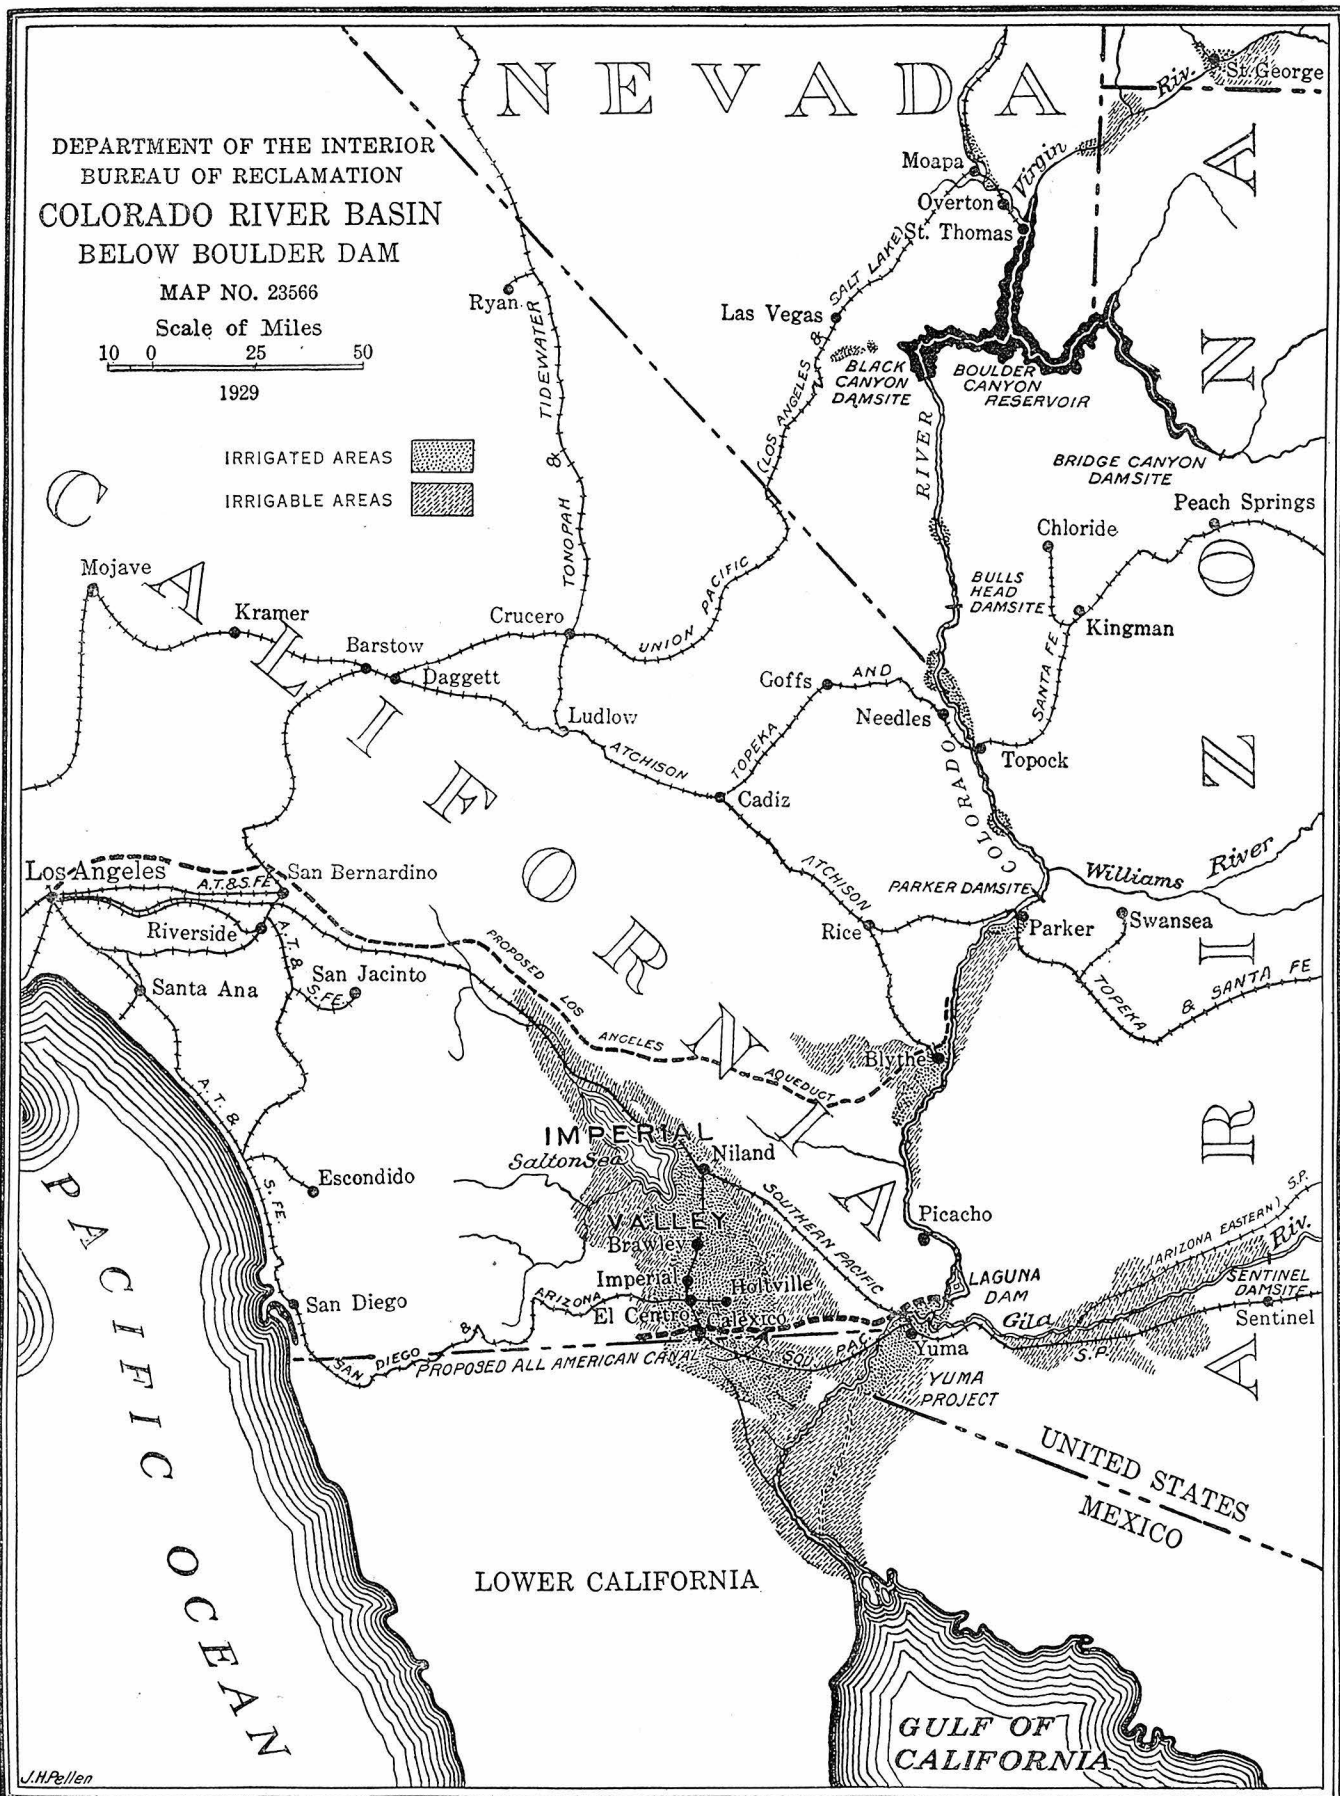 NEVADA
St. George
Riv.
Virgin
DEPARTMENT OF THE INTERIOR
BUREAU OF RECLAMATION
COLORADO RIVER BASIN
BELOW BOULDER DAM
MAP NO. 23566
Scale of Miles
10 0 25 50
1929
IRRIGATED AREAS
IRRIGABLE AREAS
Moapa
Overton
St. Thomas
Ryan
TONOPAH & TIDEWATER
Las Vegas
(LOS ANGELES & SALT LAKE)
UNION PACIFIC
BLACK
CANYON
DAMSITE
BOULDER
CANYON
RESERVOIR
BRIDGE CANYON
DAMSITE
Peach Springs
Chloride
Kingman
BULLS
HEAD
DAMSITE
SANTA FE
COLORADO RIVER
CALIFORNIA
ARIZONA
Mojave
Kramer
Barstow
Daggett
Crucero
Ludlow
Goffs
AND
Needles
Topock
ATCHISON
TOPEKA
Cadiz
ATCHISON
Williams River
PARKER DAMSITE
Parker
Swansea
Rice
TOPEKA & SANTA FE
Los Angeles
A.T.&S.FE
San Bernardino
Riverside
A.T.&
S.FE.
San Jacinto
Santa Ana
PROPOSED LOS ANGELES AQUEDUCT
Blythe
A. T. &
S. FE.
Escondido
IMPERIAL
Salton Sea
VALLEY
Niland
SOUTHERN PACIFIC
Brawley
Imperial
Holtville
El Centro
Calexico
Picacho
LAGUNA
DAM
(ARIZONA EASTERN) S.P.
Gila Riv.
SENTINEL
DAMSITE
Sentinel
S.P.
San Diego
SAN DIEGO & ARIZONA
PROPOSED ALL AMERICAN CANAL
SOU. PAC.
Yuma
YUMA
PROJECT
UNITED STATES
MEXICO
PACIFIC OCEAN
LOWER CALIFORNIA
GULF OF
CALIFORNIA
J.H.Pellen